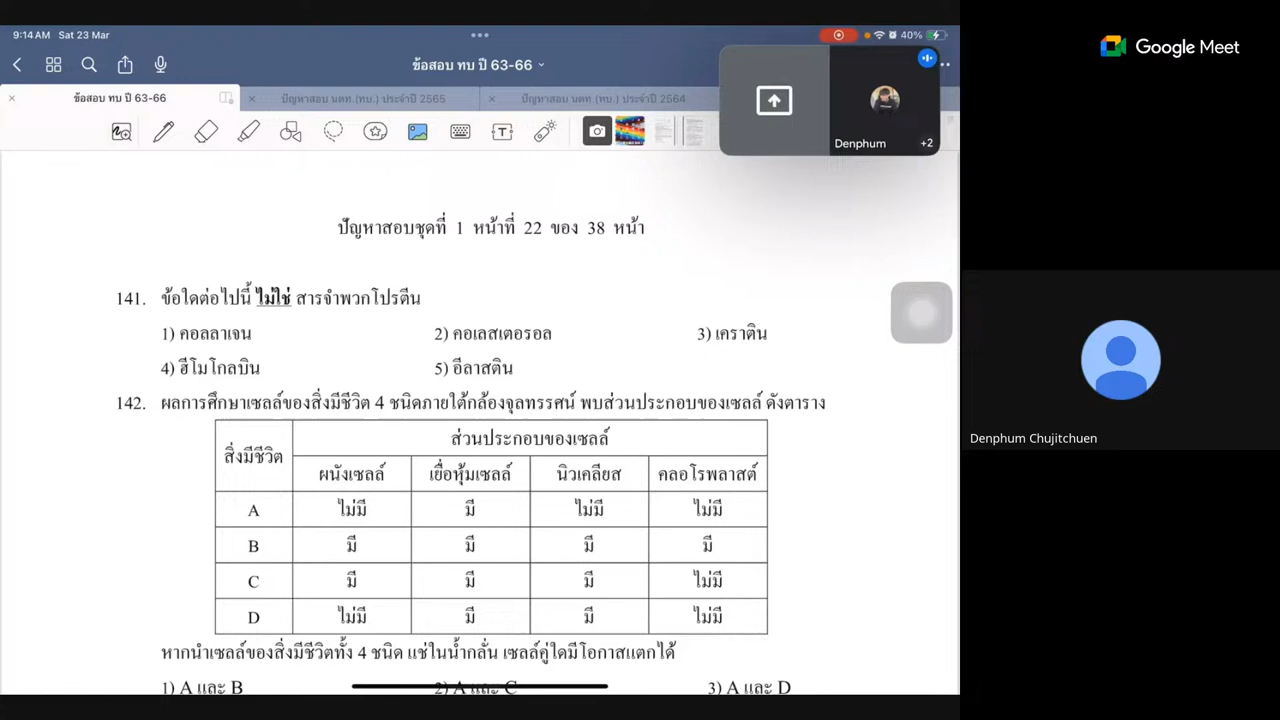 9:14 AM Sat 23 Mar
40%
Google Meet
ข้อสอบ ทบ ปี 63-66
ข้อสอบ ทบ ปี 63-66
ปัญหาสอบ นตท.(ทบ.) ประจำปี 2565
ปัญหาสอบ นตท.(ทบ.) ประจำปี 2564
Denphum
+2
ปัญหาสอบชุดที่ 1 หน้าที่ 22 ของ 38 หน้า
141. ข้อใดต่อไปนี้ ไม่ใช่ สารจำพวกโปรตีน
1) คอลลาเจน 2) คอเลสเตอรอล 3) เคราติน
4) ฮีโมโกลบิน 5) อีลาสติน
142. ผลการศึกษาเซลล์ของสิ่งมีชีวิต 4 ชนิดภายใต้กล้องจุลทรรศน์ พบส่วนประกอบของเซลล์ ดังตาราง
สิ่งมีชีวิต ส่วนประกอบของเซลล์
ผนังเซลล์ เยื่อหุ้มเซลล์ นิวเคลียส คลอโรพลาสต์
A ไม่มี มี ไม่มี ไม่มี
B มี มี มี มี
C มี มี มี ไม่มี
D ไม่มี มี มี ไม่มี
หากนำเซลล์ของสิ่งมีชีวิตทั้ง 4 ชนิด แช่ในน้ำกลั่น เซลล์คู่ใดมีโอกาสแตกได้
1) A และ B 2) A และ C 3) A และ D
Denphum Chujitchuen